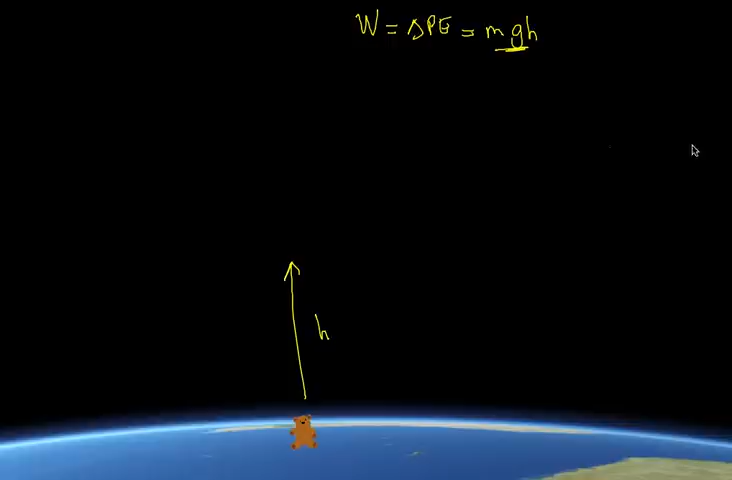 W = ΔPE = mgh
h